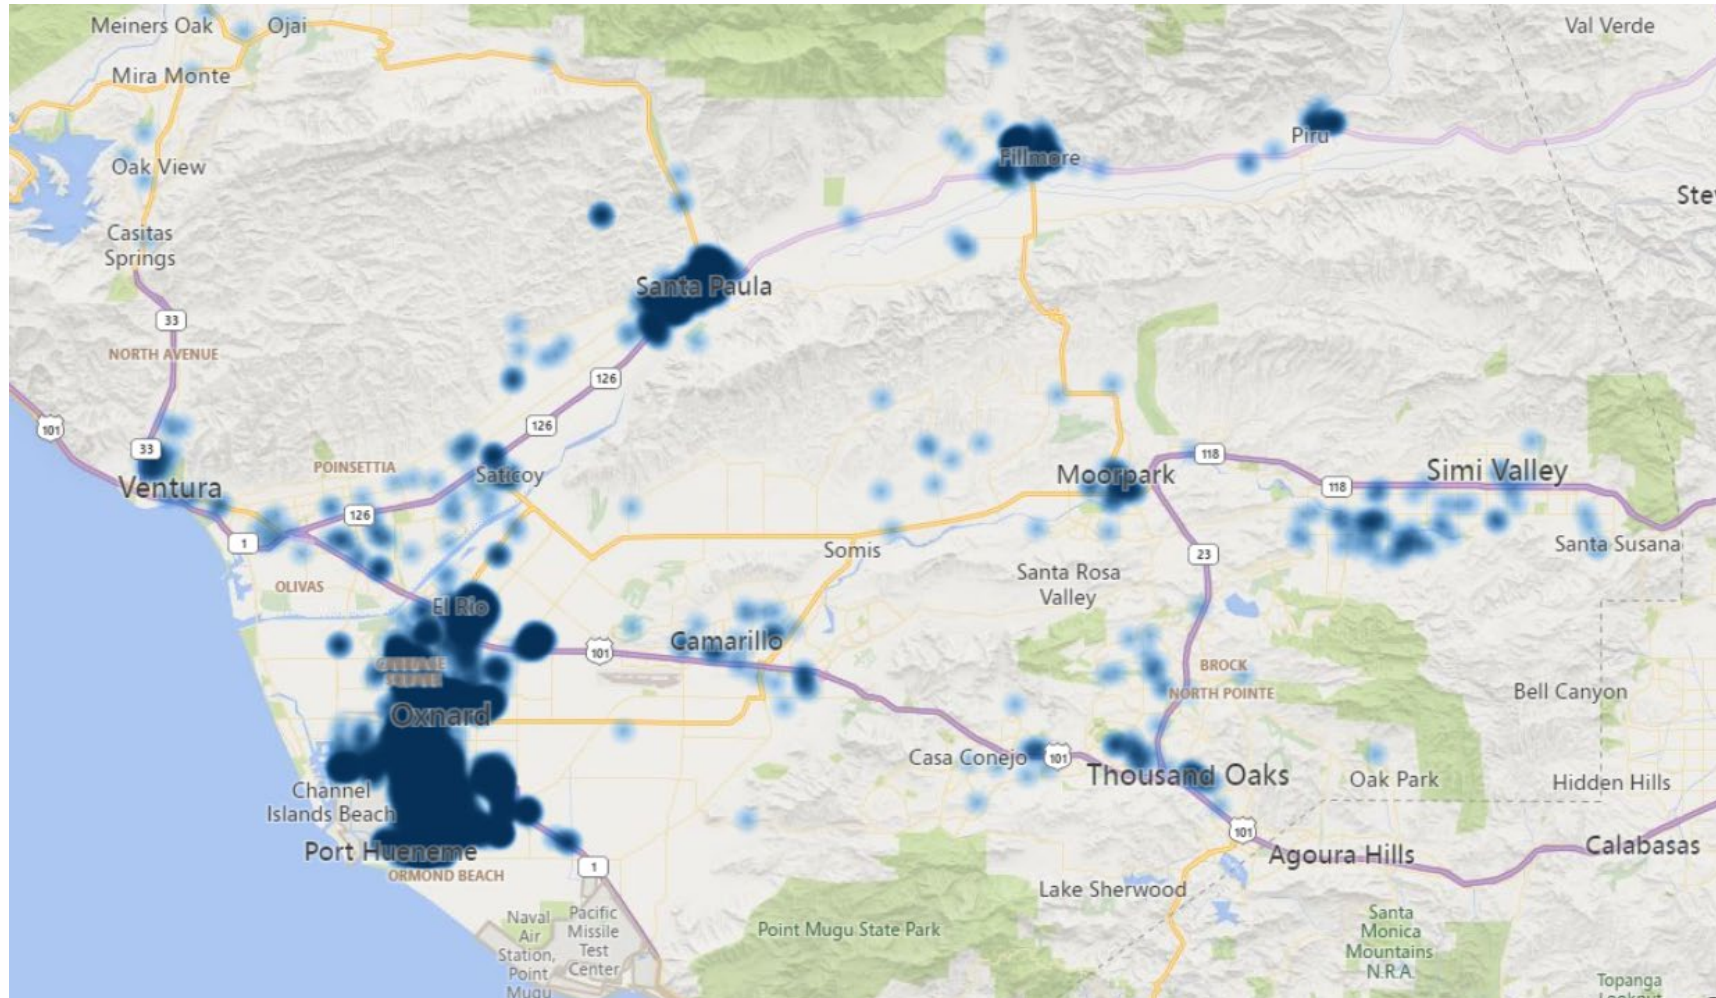 Meiners Oak
Ojai
Val Verde
Mira Monte
Piru
Fillmore
Oak View
Casitas
Springs
Santa Paula
33
NORTH AVENUE
126
101
126
33
POINSETTIA
Saticoy
Ventura
126
1
Moorpark
118
Simi Valley
118
Somis
23
Santa Susana
OLIVAS
Santa Rosa
Valley
El Rio
101
Camarillo
BROCK
NORTH POINTE
Bell Canyon
Oxnard
Casa Conejo
101
Thousand Oaks
Oak Park
Hidden Hills
Channel
Islands Beach
Port Hueneme
ORMOND BEACH
1
101
Agoura Hills
Calabasas
Lake Sherwood
Naval
Air
Station,
Point
Mugu
Pacific
Missile
Test
Center
Point Mugu State Park
Santa
Monica
Mountains
N.R.A.
Topanga